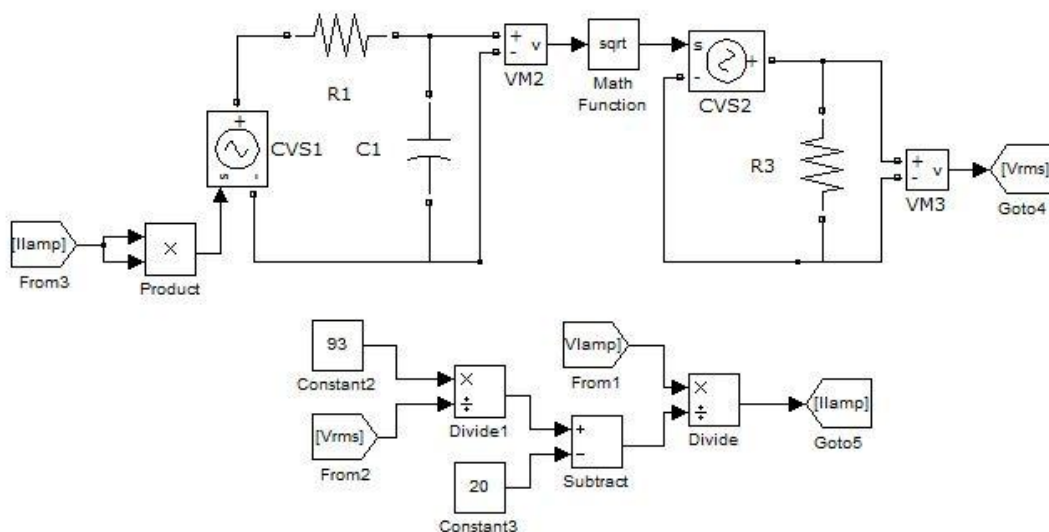 R1
+
-
v
VM2
sqrt
Math
Function
s
-
+
CVS2
+
s
-
CVS1
C1
R3
+
-
v
VM3
[Vrms]
Goto4
[Ilamp]
From3
×
Product
93
Constant2
[Vrms]
From2
×
÷
Divide1
20
Constant3
+
-
Subtract
Vlamp]
From1
×
÷
Divide
[Ilamp]
Goto5